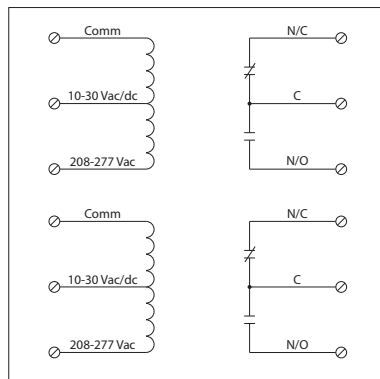 Comm
N/C
10-30 Vac/dc
C
208-277 Vac
N/O
Comm
N/C
10-30 Vac/dc
C
208-277 Vac
N/O